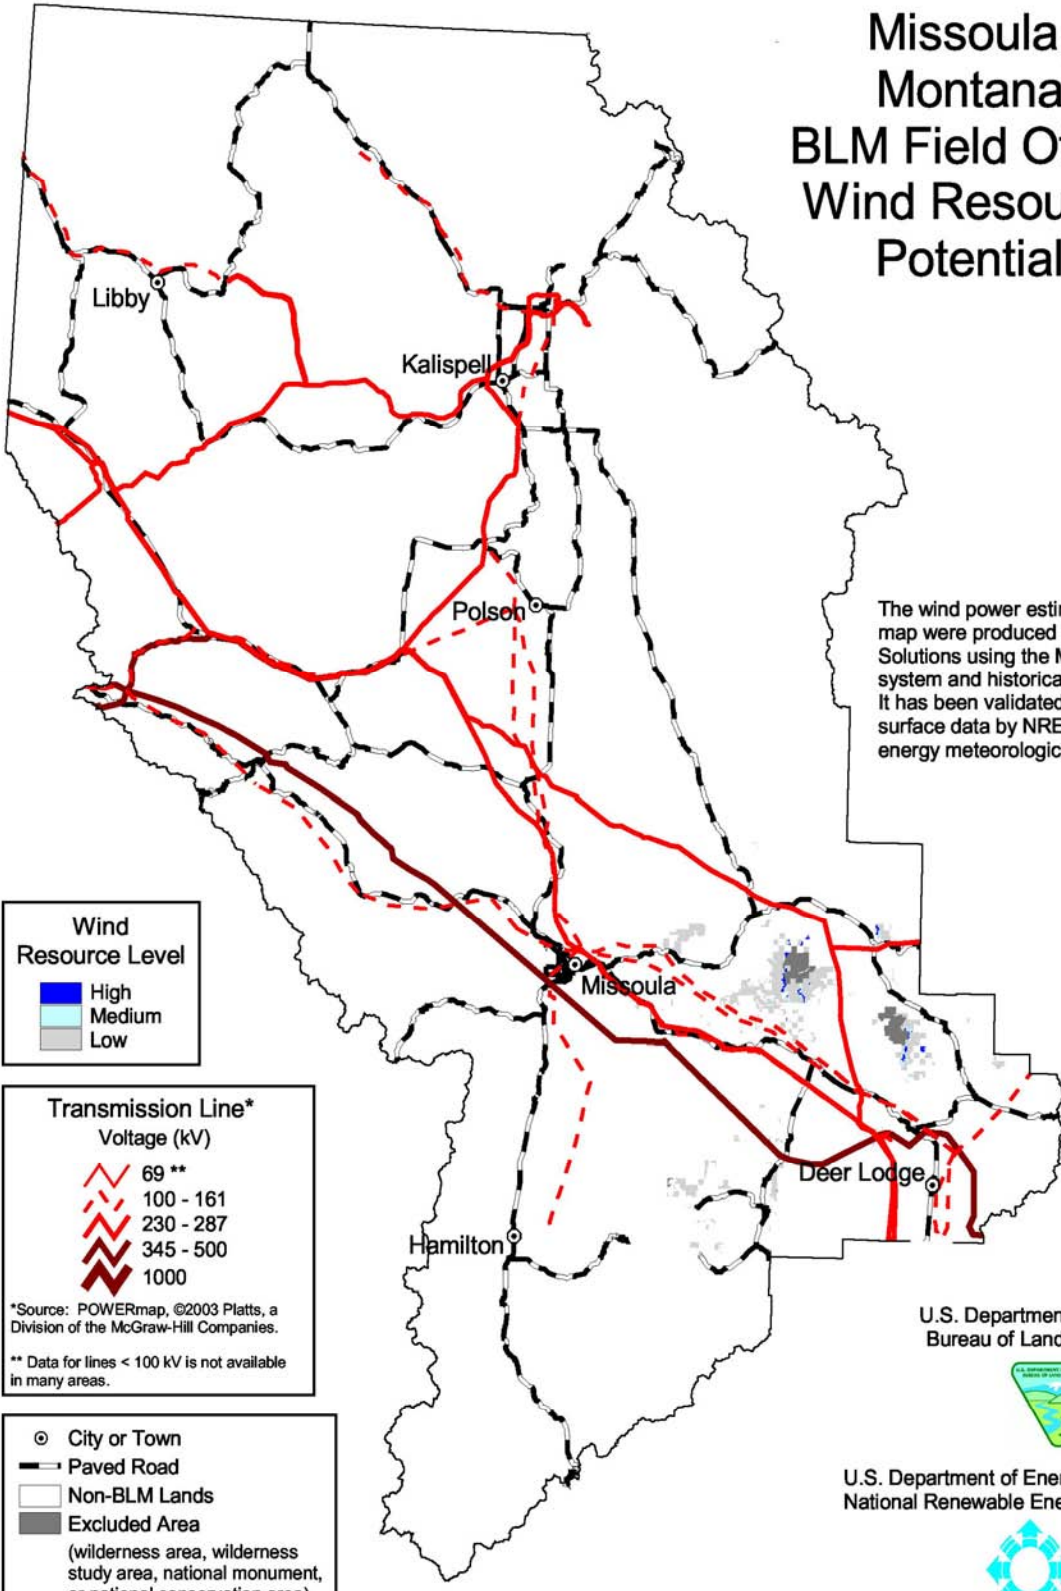 Missoula
Montana
BLM Field
Wind
Potential
Libby
Kalispell
Polson
The wind power
map were produced
Solutions using the
system and historica
It has been validated
surface data by
energy meteorologic
Missoula
Deer Lodge
Hamilton
Wind
Resource Level
High
Medium
Low
Transmission Line*
Voltage (kV)
69 **
100 - 161
230 - 287
345 - 500
1000
*Source: POWERmap, ©2003 Platts, a
Division of the McGraw-Hill Companies.
** Data for lines < 100 kV is not available
in many areas.
City or Town
Paved Road
Non-BLM Lands
Excluded Area
(wilderness area, wilderness
study area, national monument,
or national conservation area)
U.S. Departmen
Bureau of Lanc
U.S. Department of Ener
National Renewable Ene